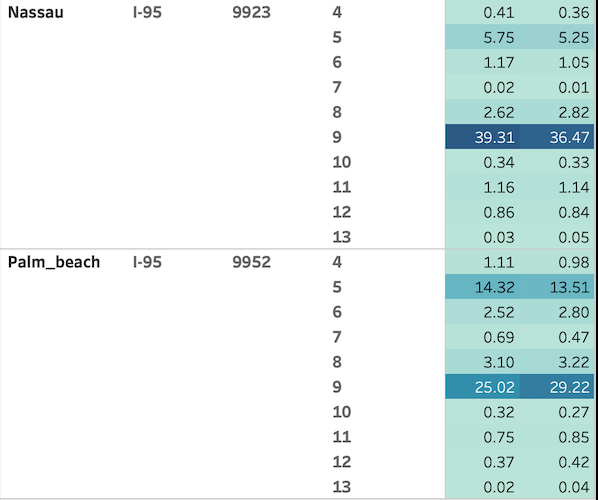 Nassau I-95 9923 4 0.41 0.36
5 5.75 5.25
6 1.17 1.05
7 0.02 0.01
8 2.62 2.82
9 39.31 36.47
10 0.34 0.33
11 1.16 1.14
12 0.86 0.84
13 0.03 0.05
Palm_beach I-95 9952 4 1.11 0.98
5 14.32 13.51
6 2.52 2.80
7 0.69 0.47
8 3.10 3.22
9 25.02 29.22
10 0.32 0.27
11 0.75 0.85
12 0.37 0.42
13 0.02 0.04